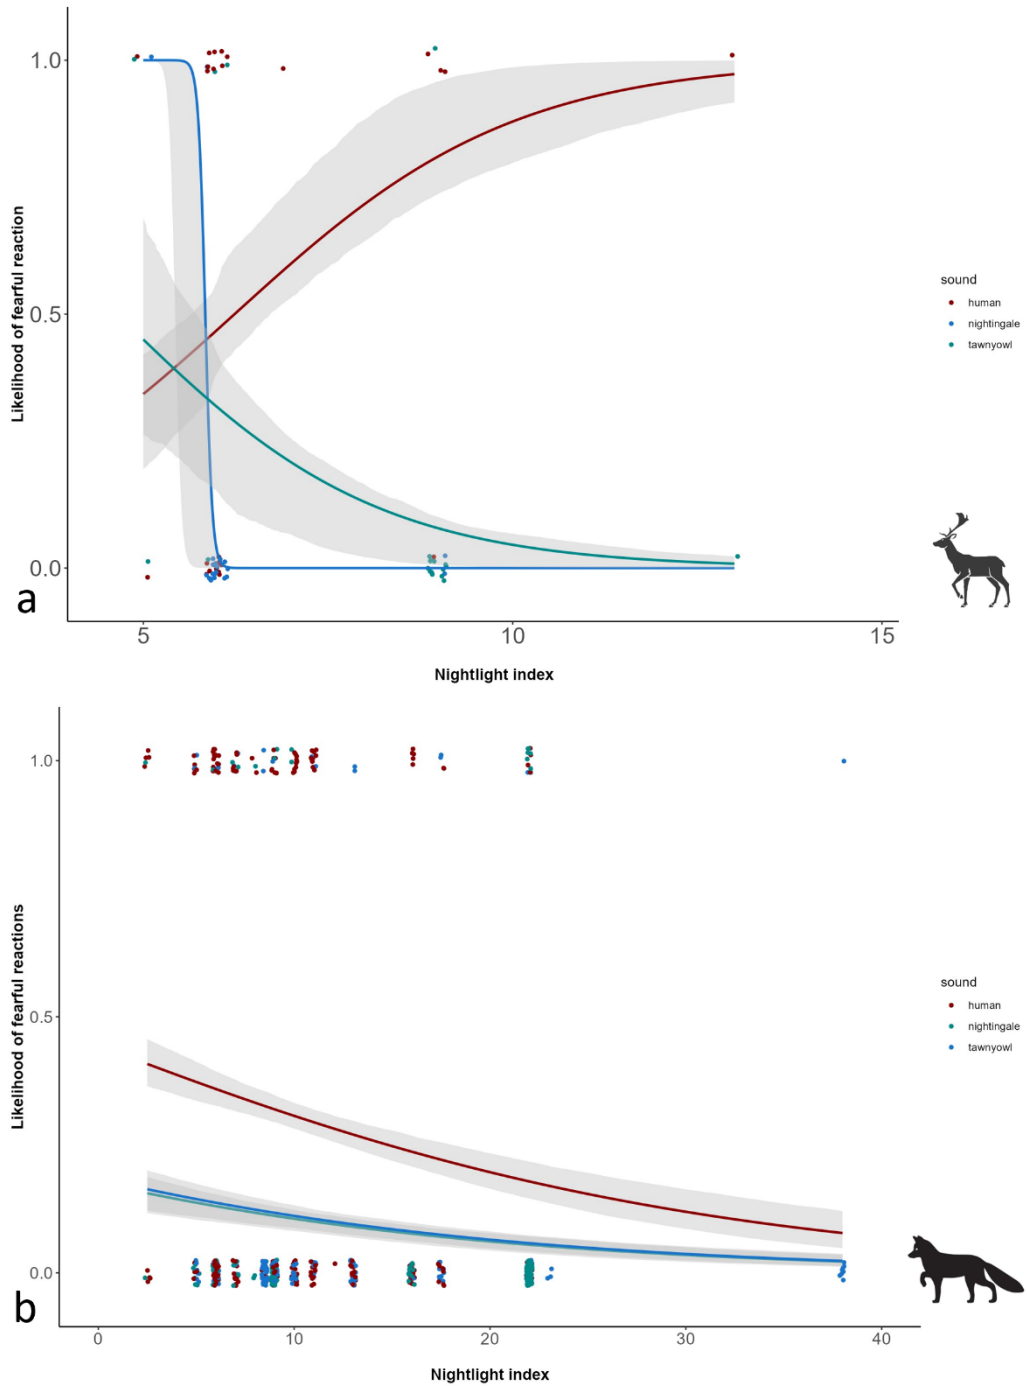 1.0
0.5
0.0
Likelihood of fearful reaction
sound
human
nightingale
tawnyowl
a
5
10
15
Nightlight index
1.0
0.5
0.0
Likelihood of fearful reactions
sound
human
nightingale
tawnyowl
b
0
10
20
30
40
Nightlight index